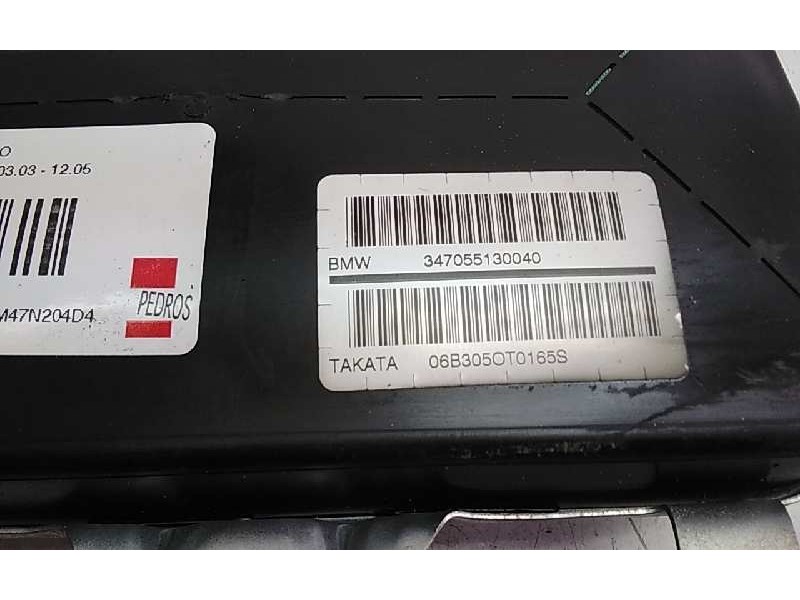 O
03.03 - 12.05
M47N204D4
PEDROS
BMW 347055130040
TAKATA 06B305OT0165S